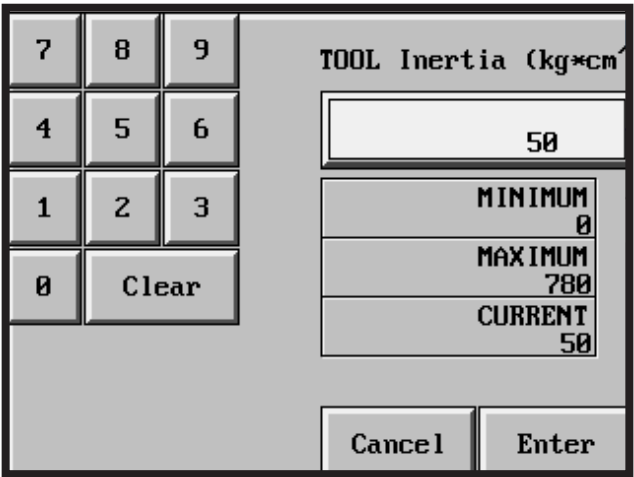 7 8 9
4 5 6
1 2 3
0 Clear
TOOL Inertia (kg*cm
50
MINIMUM
0
MAXIMUM
780
CURRENT
50
Cancel Enter